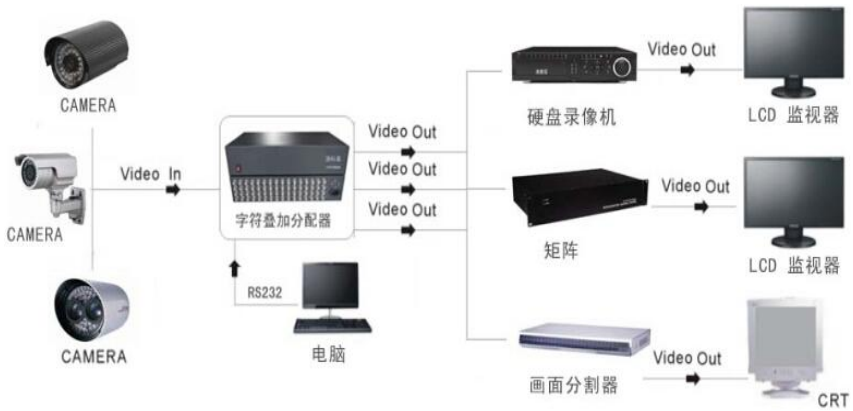 CAMERA
CAMERA
CAMERA
Video In
字符叠加分配器
RS232
电脑
Video Out
Video Out
Video Out
硬盘录像机
Video Out
LCD 监视器
矩阵
Video Out
LCD 监视器
画面分割器
Video Out
CRT